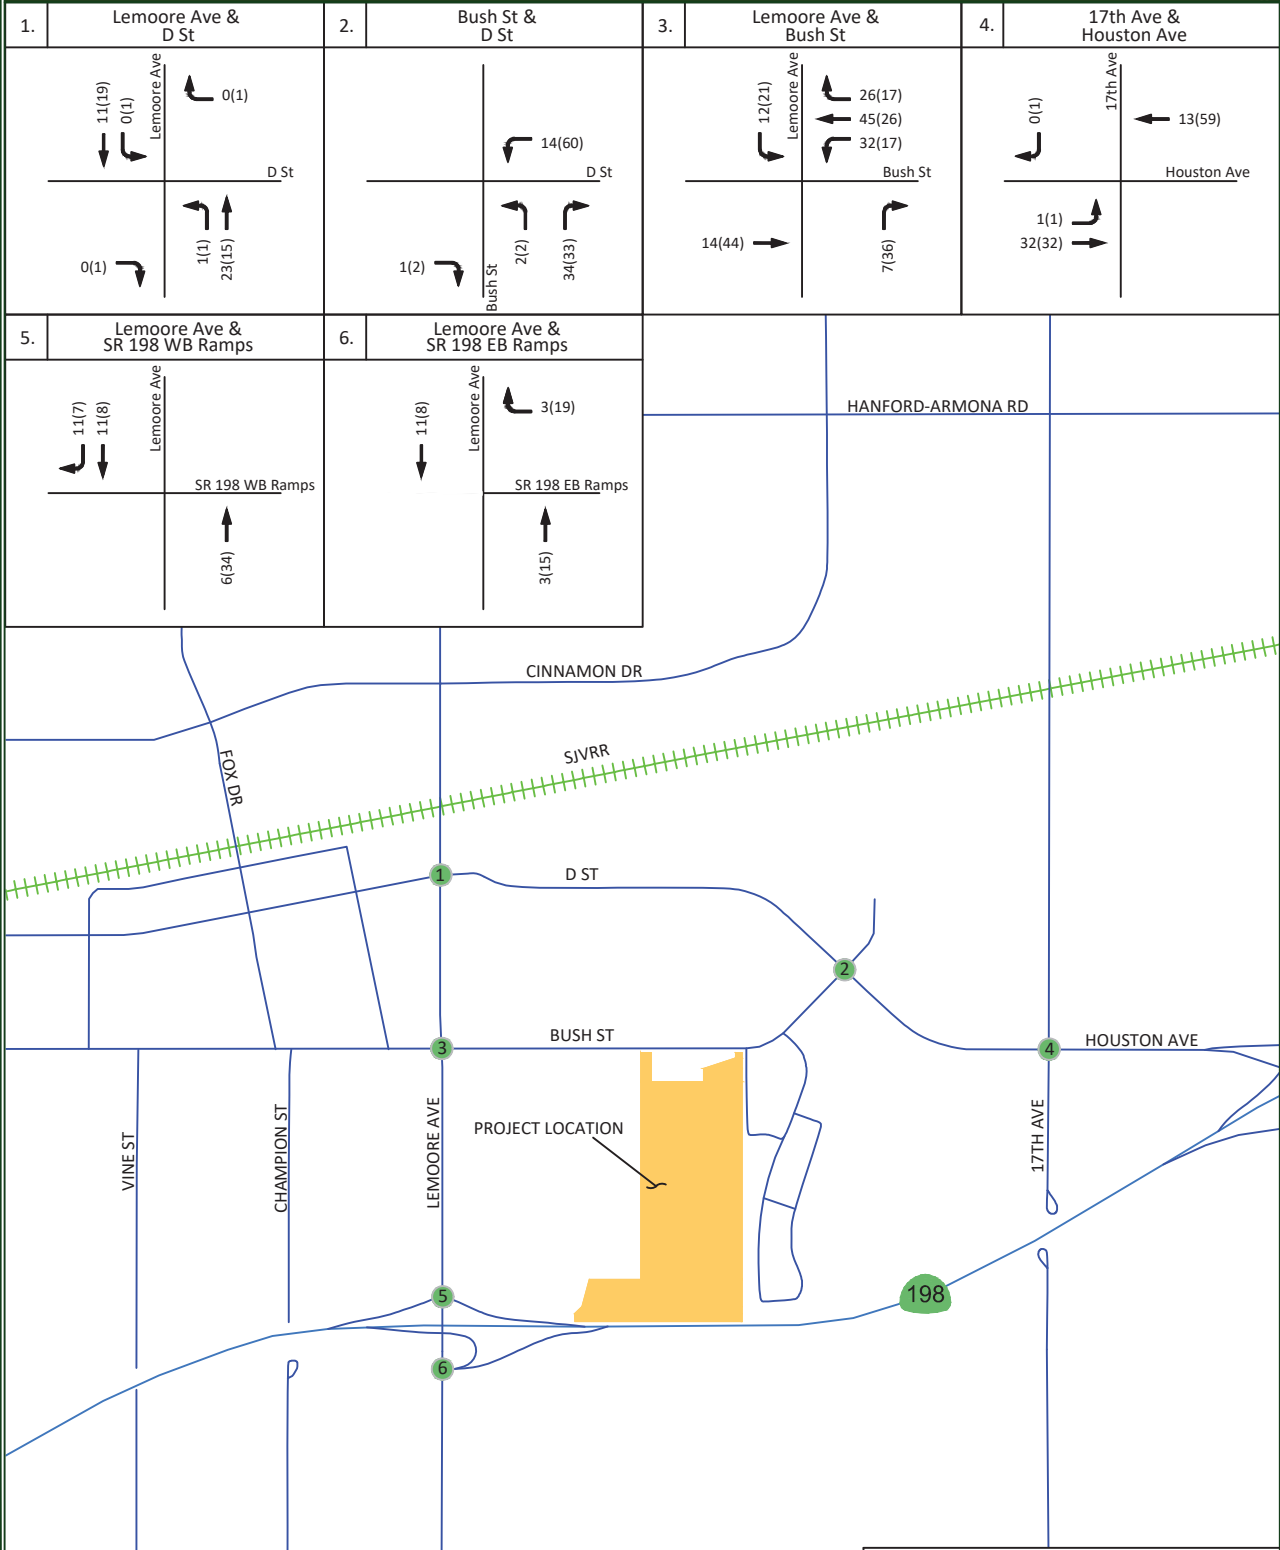 1.
Lemoore Ave &
D St
2.
Bush St &
D St
3.
Lemoore Ave &
Bush St
4.
17th Ave &
Houston Ave
11(19)
0(1)
Lemoore Ave
0(1)
D St
0(1)
1(1)
23(15)
14(60)
D St
1(2)
Bush St
2(2)
34(33)
12(21)
Lemoore Ave
26(17)
45(26)
32(17)
Bush St
14(44)
7(36)
0(1)
17th Ave
13(59)
Houston Ave
1(1)
32(32)
5.
Lemoore Ave &
SR 198 WB Ramps
6.
Lemoore Ave &
SR 198 EB Ramps
11(7)
11(8)
Lemoore Ave
SR 198 WB Ramps
6(34)
11(8)
Lemoore Ave
3(19)
SR 198 EB Ramps
3(15)
HANFORD-ARMONA RD
CINNAMON DR
SJVRR
FOX DR
1
D ST
2
3
BUSH ST
4
HOUSTON AVE
VINE ST
CHAMPION ST
LEMOORE AVE
PROJECT LOCATION
17TH AVE
5
198
6